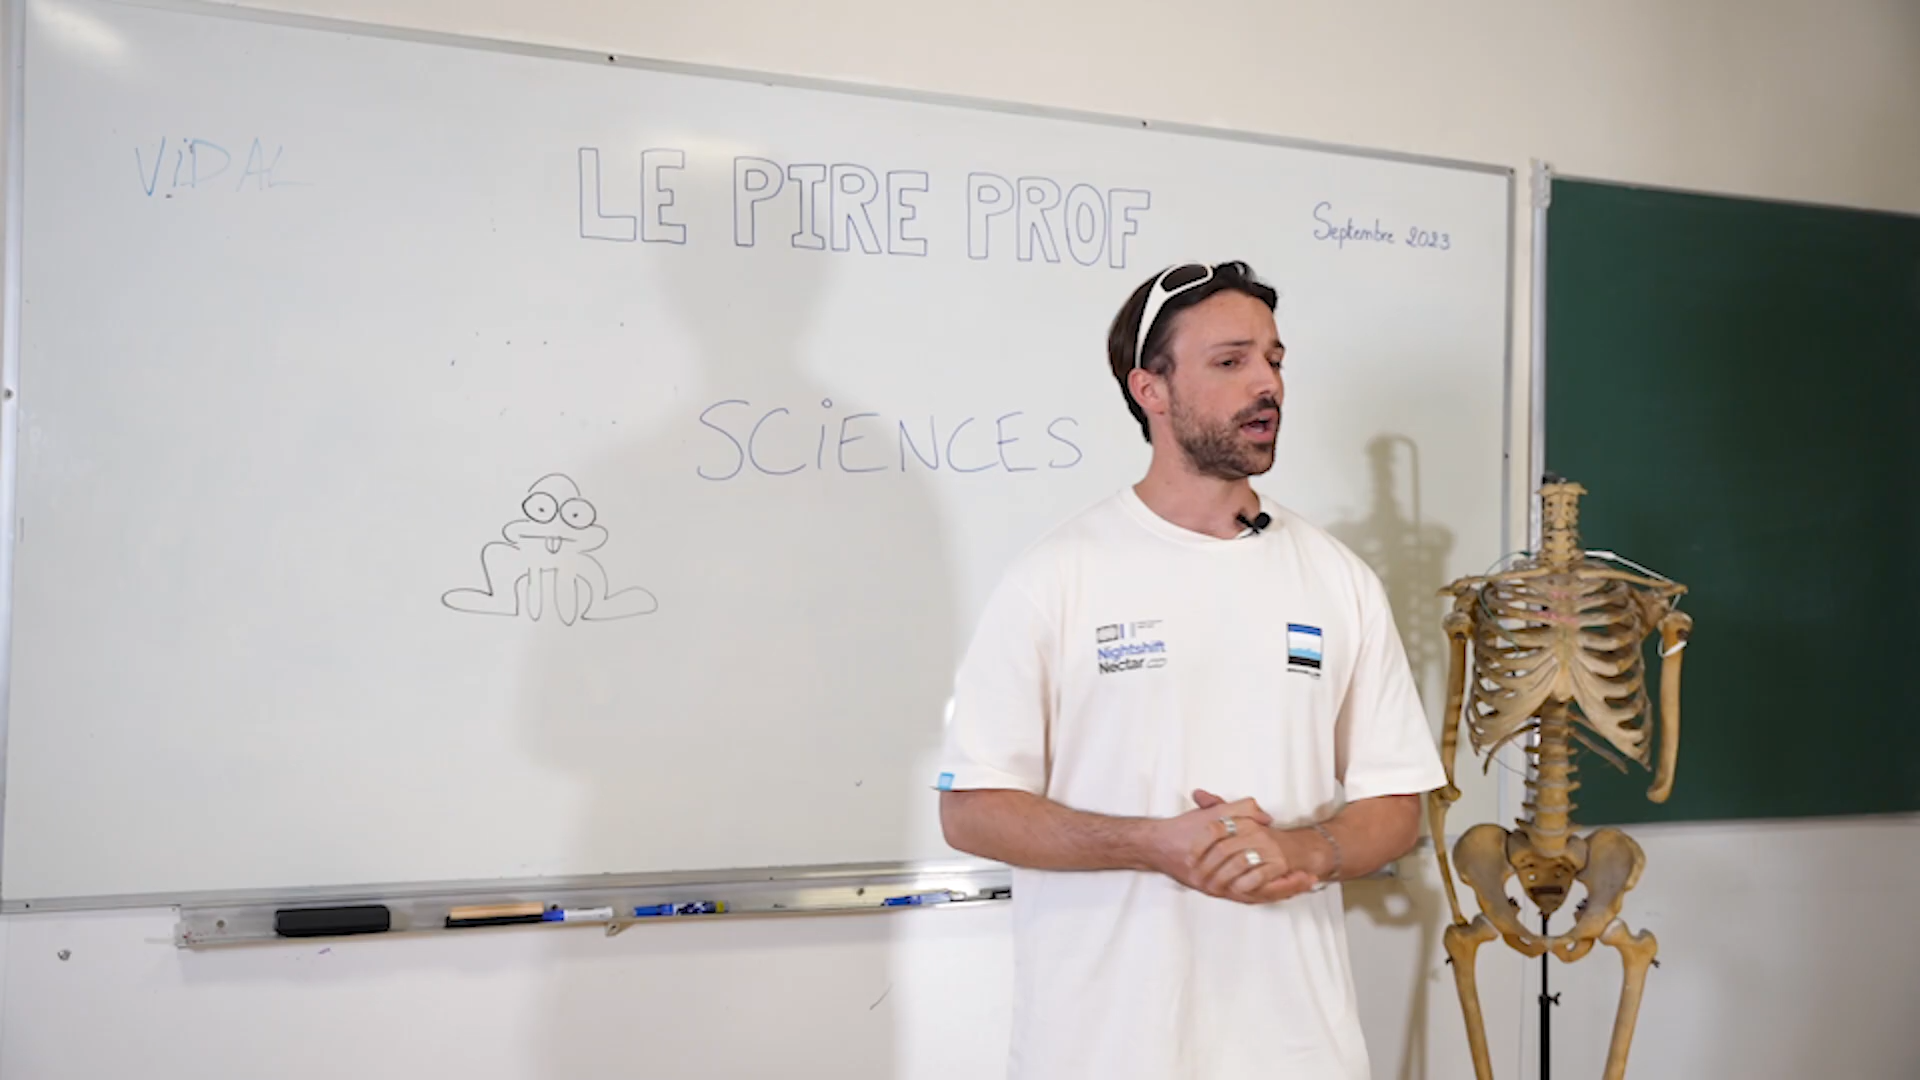 ViDAL
LE PIRE PROF
Septembre 2023
SCiENCES
Nightshift
Nectar